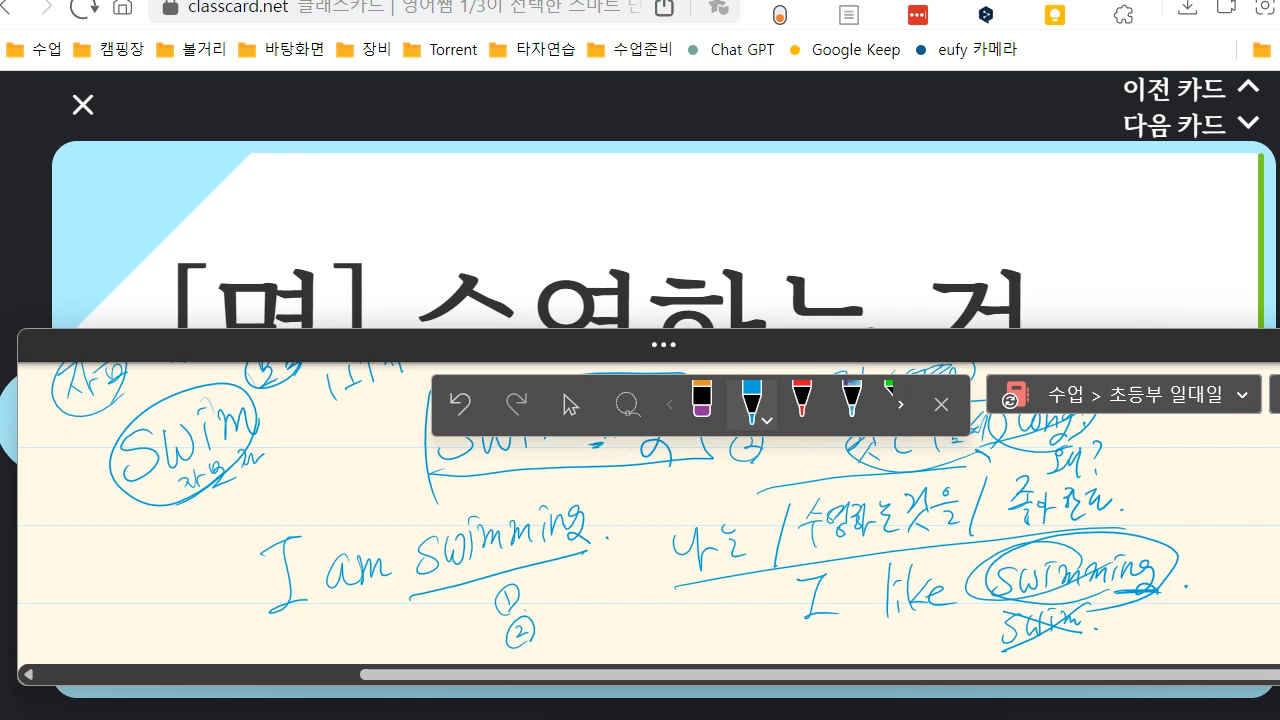 classcard.net 클래스카드 | 영어쌤 1/3이 선택한 스마트 단
수업 캠핑장 볼거리 바탕화면 장비 Torrent 타자연습 수업준비 Chat GPT Google Keep eufy 카메라
이전 카드
다음 카드
[명] 수영하는 것
수업 > 초등부 일대일
swim
왜?
I am swimming.
①
②
나는 / 수영하는 것을 / 좋아한다.
I like swimming.
swim.